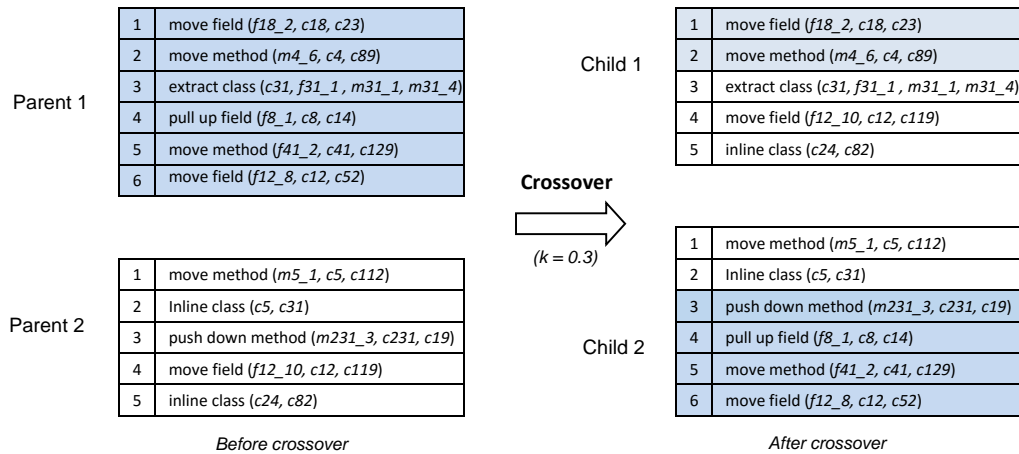 Parent 1
1 move field (f18_2, c18, c23)
2 move method (m4_6, c4, c89)
3 extract class (c31, f31_1 , m31_1, m31_4)
4 pull up field (f8_1, c8, c14)
5 move method (f41_2, c41, c129)
6 move field (f12_8, c12, c52)
Parent 2
1 move method (m5_1, c5, c112)
2 Inline class (c5, c31)
3 push down method (m231_3, c231, c19)
4 move field (f12_10, c12, c119)
5 inline class (c24, c82)
Before crossover
Crossover
(k = 0.3)
Child 1
1 move field (f18_2, c18, c23)
2 move method (m4_6, c4, c89)
3 extract class (c31, f31_1 , m31_1, m31_4)
4 move field (f12_10, c12, c119)
5 inline class (c24, c82)
Child 2
1 move method (m5_1, c5, c112)
2 Inline class (c5, c31)
3 push down method (m231_3, c231, c19)
4 pull up field (f8_1, c8, c14)
5 move method (f41_2, c41, c129)
6 move field (f12_8, c12, c52)
After crossover